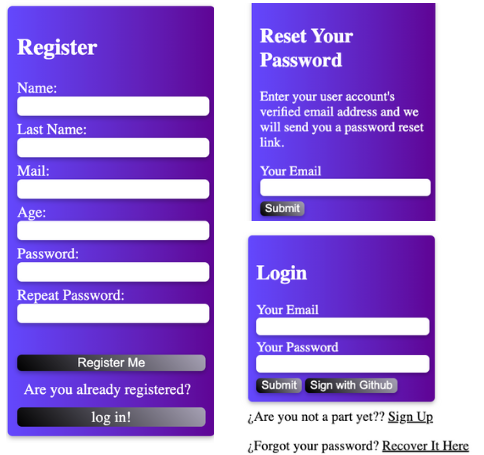 Register
Name:
Last Name:
Mail:
Age:
Password:
Repeat Password:
Register Me
Are you already registered?
log in!
Reset Your
Password
Enter your user account's
verified email address and we
will send you a password reset
link.
Your Email
Submit
Login
Your Email
Your Password
Submit Sign with Github
¿Are you not a part yet?? Sign Up
¿Forgot your password? Recover It Here